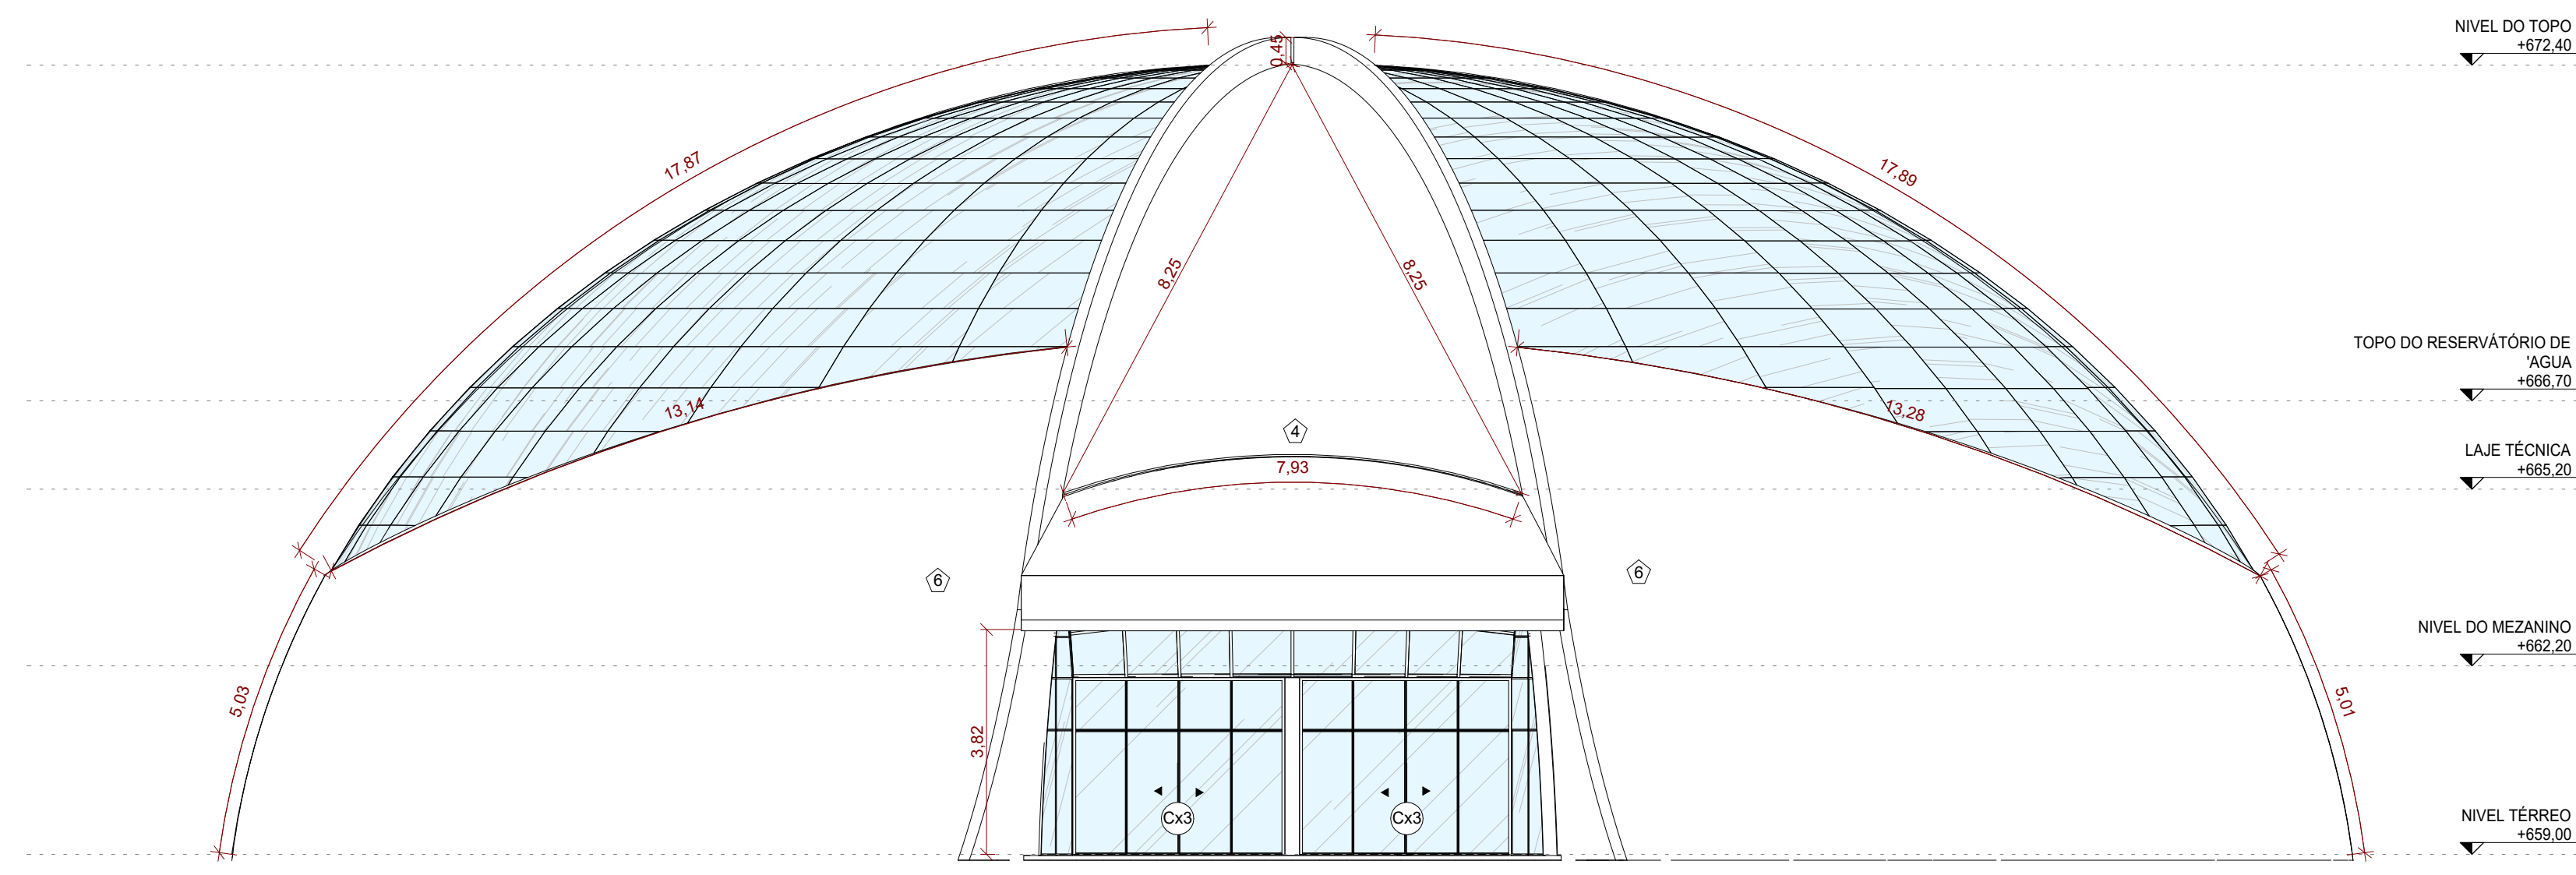 NIVEL DO TOPO
+672,40
0,45
17,87
17,89
8,25
8,25
TOPO DO RESERVÁTÓRIO DE
'AGUA
+666,70
13,14
13,28
4
7,93
LAJE TÉCNICA
+665,20
6
6
NIVEL DO MEZANINO
+662,20
5,03
5,01
3,82
Cx3
Cx3
NIVEL TÉRREO
+659,00